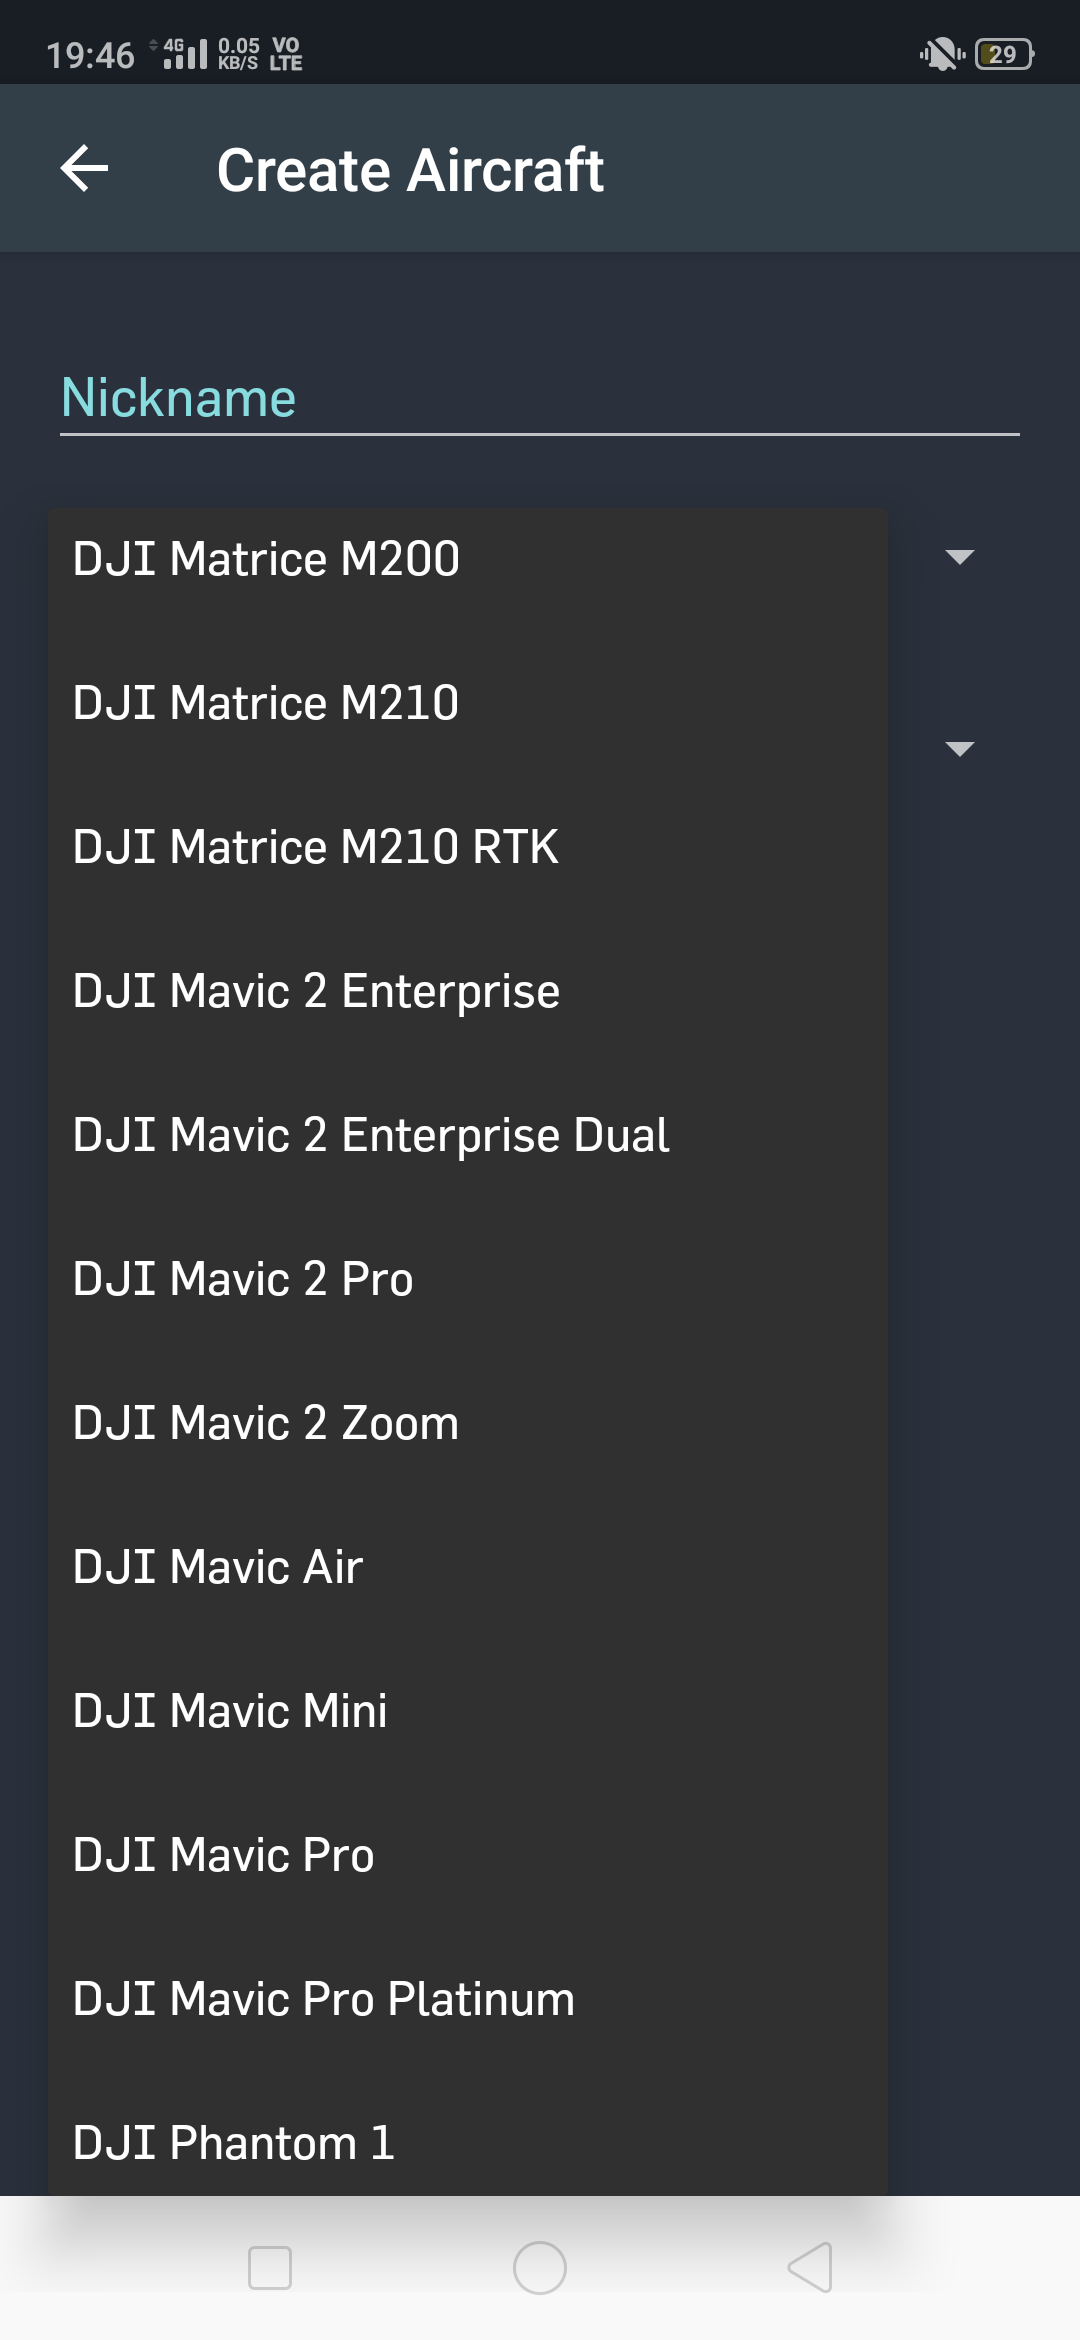 19:46 4G 0.05 KB/S VO LTE 29
Create Aircraft
Nickname
DJI Matrice M200
DJI Matrice M210
DJI Matrice M210 RTK
DJI Mavic 2 Enterprise
DJI Mavic 2 Enterprise Dual
DJI Mavic 2 Pro
DJI Mavic 2 Zoom
DJI Mavic Air
DJI Mavic Mini
DJI Mavic Pro
DJI Mavic Pro Platinum
DJI Phantom 1